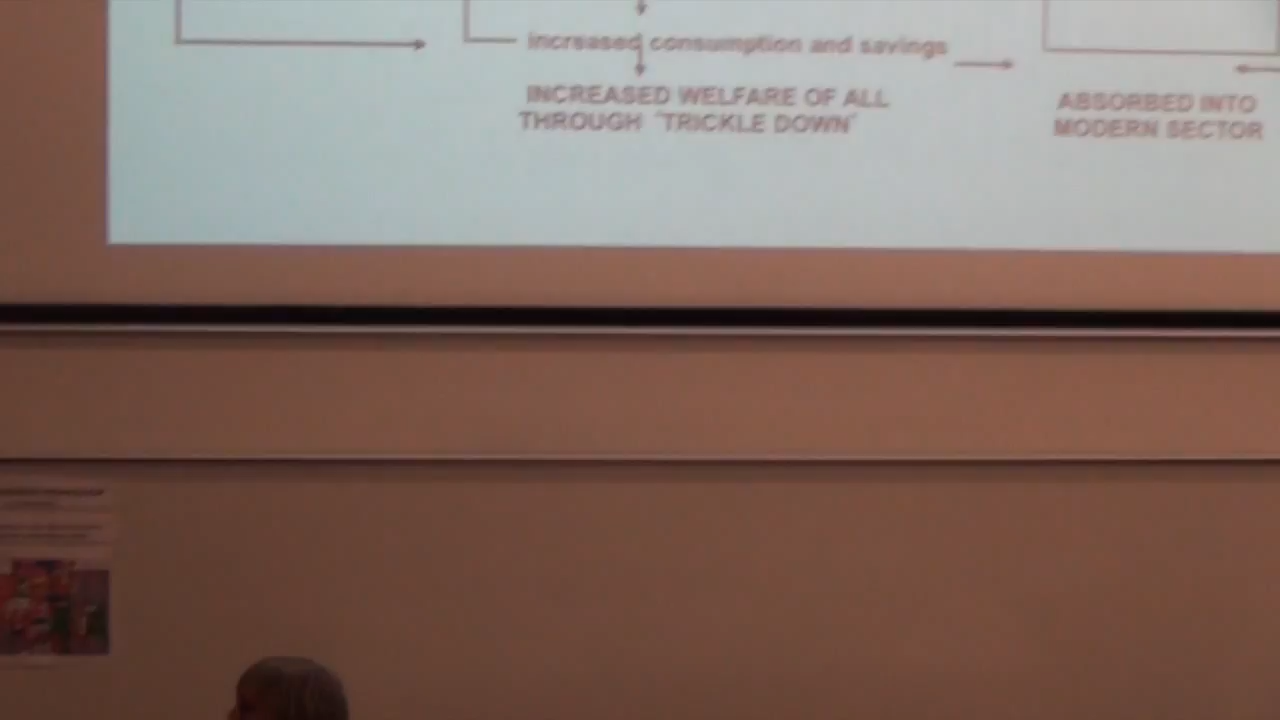 increased consumption and savings
INCREASED WELFARE OF ALL
THROUGH 'TRICKLE DOWN'
ABSORBED INTO
MODERN SECTOR